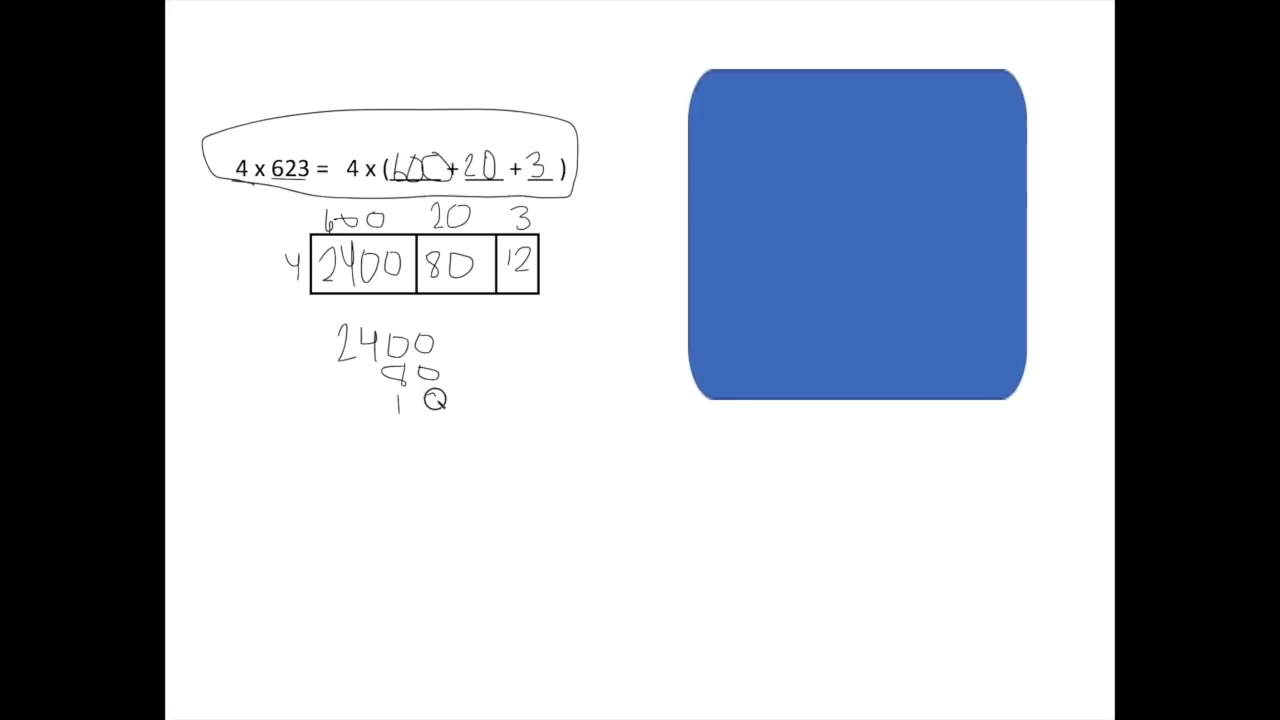 4 x 623 = 4 x (600+20 +3 )
600 20 3
4 2400 80 12
2400
80
12